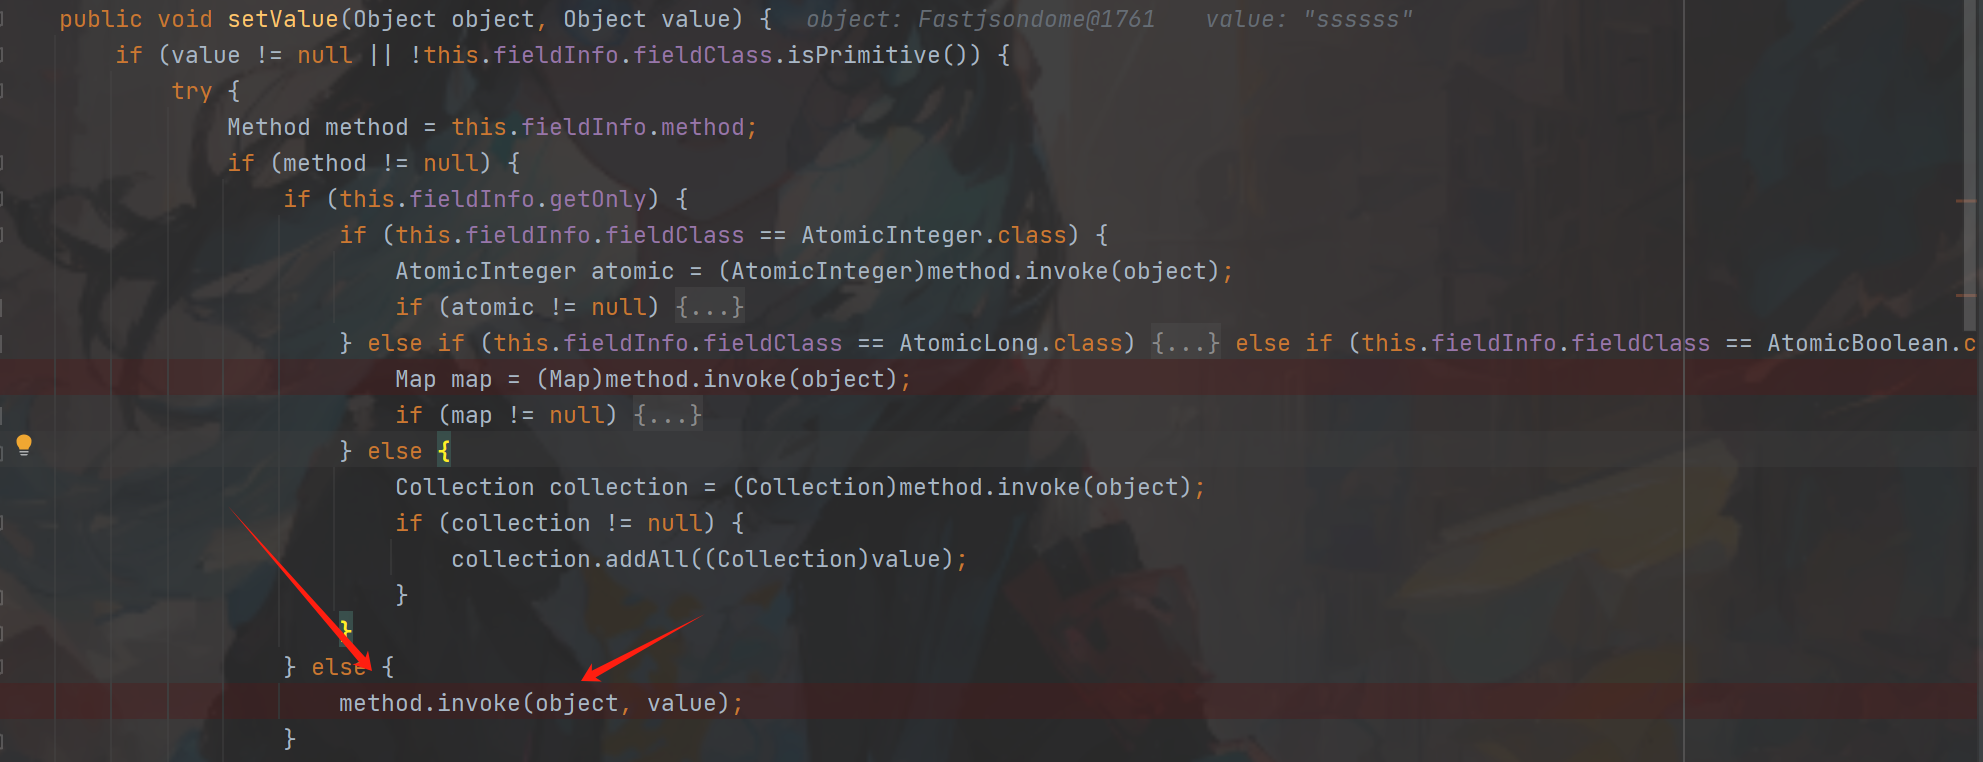 public void setValue(Object object, Object value) {   object: Fastjsondome@1761    value: "ssssss"
    if (value != null || !this.fieldInfo.fieldClass.isPrimitive()) {
        try {
            Method method = this.fieldInfo.method;
            if (method != null) {
                if (this.fieldInfo.getOnly) {
                    if (this.fieldInfo.fieldClass == AtomicInteger.class) {
                        AtomicInteger atomic = (AtomicInteger)method.invoke(object);
                        if (atomic != null) {...}
                    } else if (this.fieldInfo.fieldClass == AtomicLong.class) {...} else if (this.fieldInfo.fieldClass == AtomicBoolean.c
                        Map map = (Map)method.invoke(object);
                        if (map != null) {...}
                    } else {
                        Collection collection = (Collection)method.invoke(object);
                        if (collection != null) {
                            collection.addAll((Collection)value);
                        }
                    }
                } else {
                    method.invoke(object, value);
                }